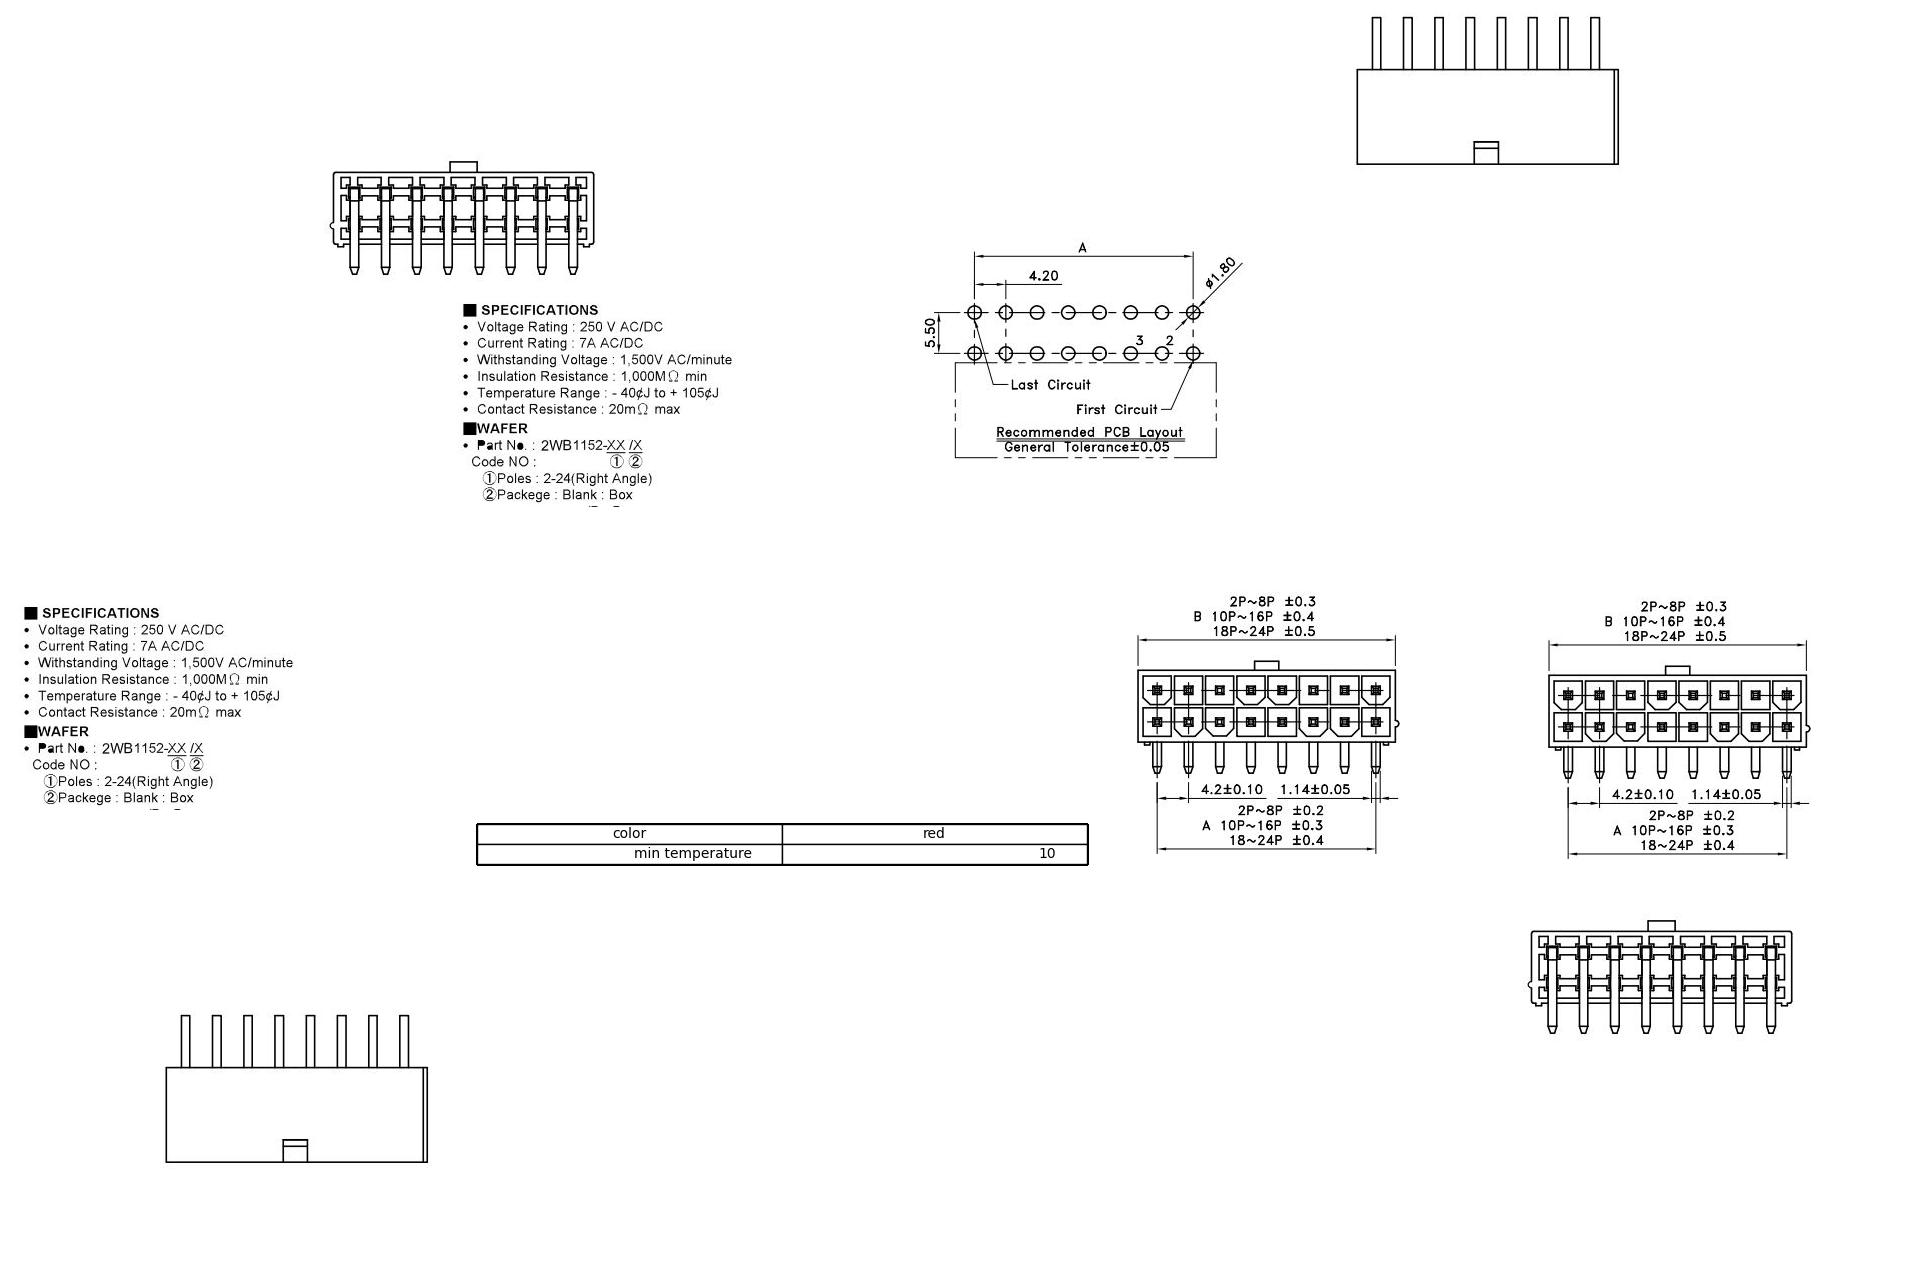 A
4.20
ø1.80
5.50
3 2
Last Circuit
First Circuit
Recommended PCB Layout
General Tolerance±0.05
■ SPECIFICATIONS
• Voltage Rating : 250 V AC/DC
• Current Rating : 7A AC/DC
• Withstanding Voltage : 1,500V AC/minute
• Insulation Resistance : 1,000MΩ min
• Temperature Range : - 40¢J to + 105¢J
• Contact Resistance : 20mΩ max
■WAFER
• Part No. : 2WB1152-XX /X
Code NO : ① ②
①Poles : 2-24(Right Angle)
②Packege : Blank : Box
■ SPECIFICATIONS
• Voltage Rating : 250 V AC/DC
• Current Rating : 7A AC/DC
• Withstanding Voltage : 1,500V AC/minute
• Insulation Resistance : 1,000MΩ min
• Temperature Range : - 40¢J to + 105¢J
• Contact Resistance : 20mΩ max
■WAFER
• Part No. : 2WB1152-XX /X
Code NO : ① ②
①Poles : 2-24(Right Angle)
②Packege : Blank : Box
color red
min temperature 10
2P~8P ±0.3
B 10P~16P ±0.4
18P~24P ±0.5
4.2±0.10 1.14±0.05
2P~8P ±0.2
A 10P~16P ±0.3
18~24P ±0.4
2P~8P ±0.3
B 10P~16P ±0.4
18P~24P ±0.5
4.2±0.10 1.14±0.05
2P~8P ±0.2
A 10P~16P ±0.3
18~24P ±0.4